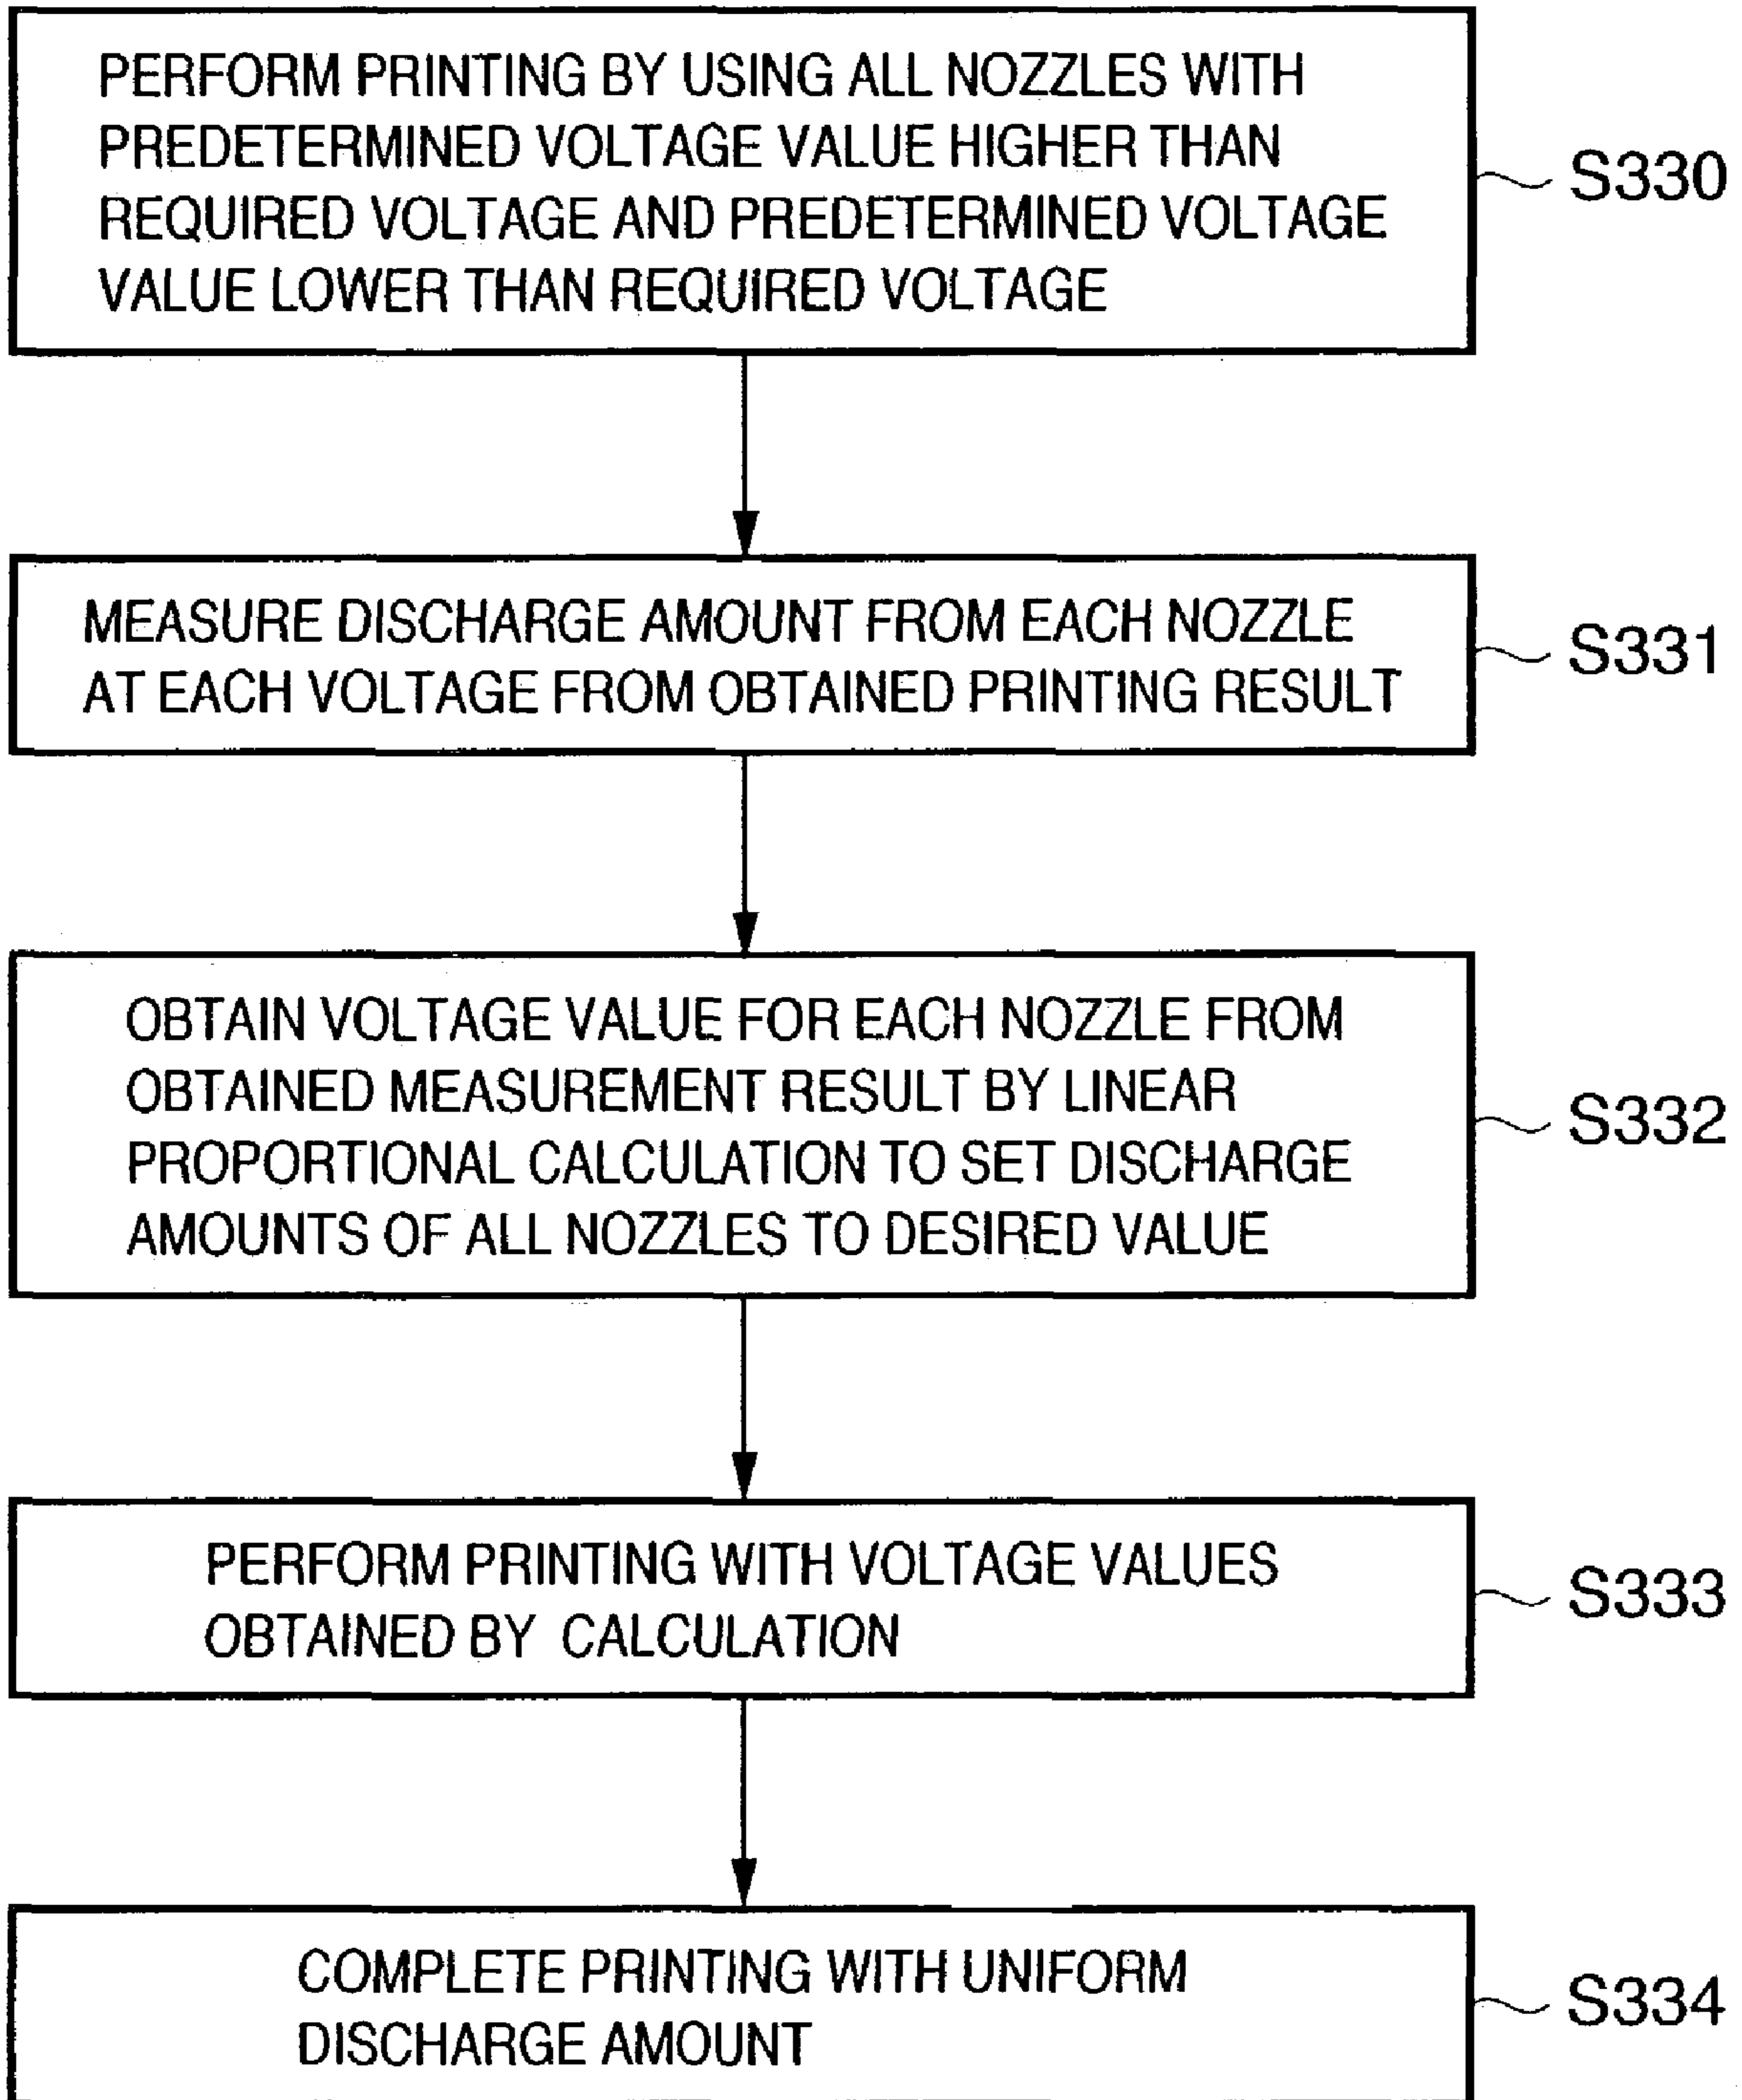 PERFORM PRINTING BY USING ALL NOZZLES WITH
PREDETERMINED VOLTAGE VALUE HIGHER THAN
REQUIRED VOLTAGE AND PREDETERMINED VOLTAGE
VALUE LOWER THAN REQUIRED VOLTAGE
S330
MEASURE DISCHARGE AMOUNT FROM EACH NOZZLE
AT EACH VOLTAGE FROM OBTAINED PRINTING RESULT
S331
OBTAIN VOLTAGE VALUE FOR EACH NOZZLE FROM
OBTAINED MEASUREMENT RESULT BY LINEAR
PROPORTIONAL CALCULATION TO SET DISCHARGE
AMOUNTS OF ALL NOZZLES TO DESIRED VALUE
S332
PERFORM PRINTING WITH VOLTAGE VALUES
OBTAINED BY CALCULATION
S333
COMPLETE PRINTING WITH UNIFORM
DISCHARGE AMOUNT
S334